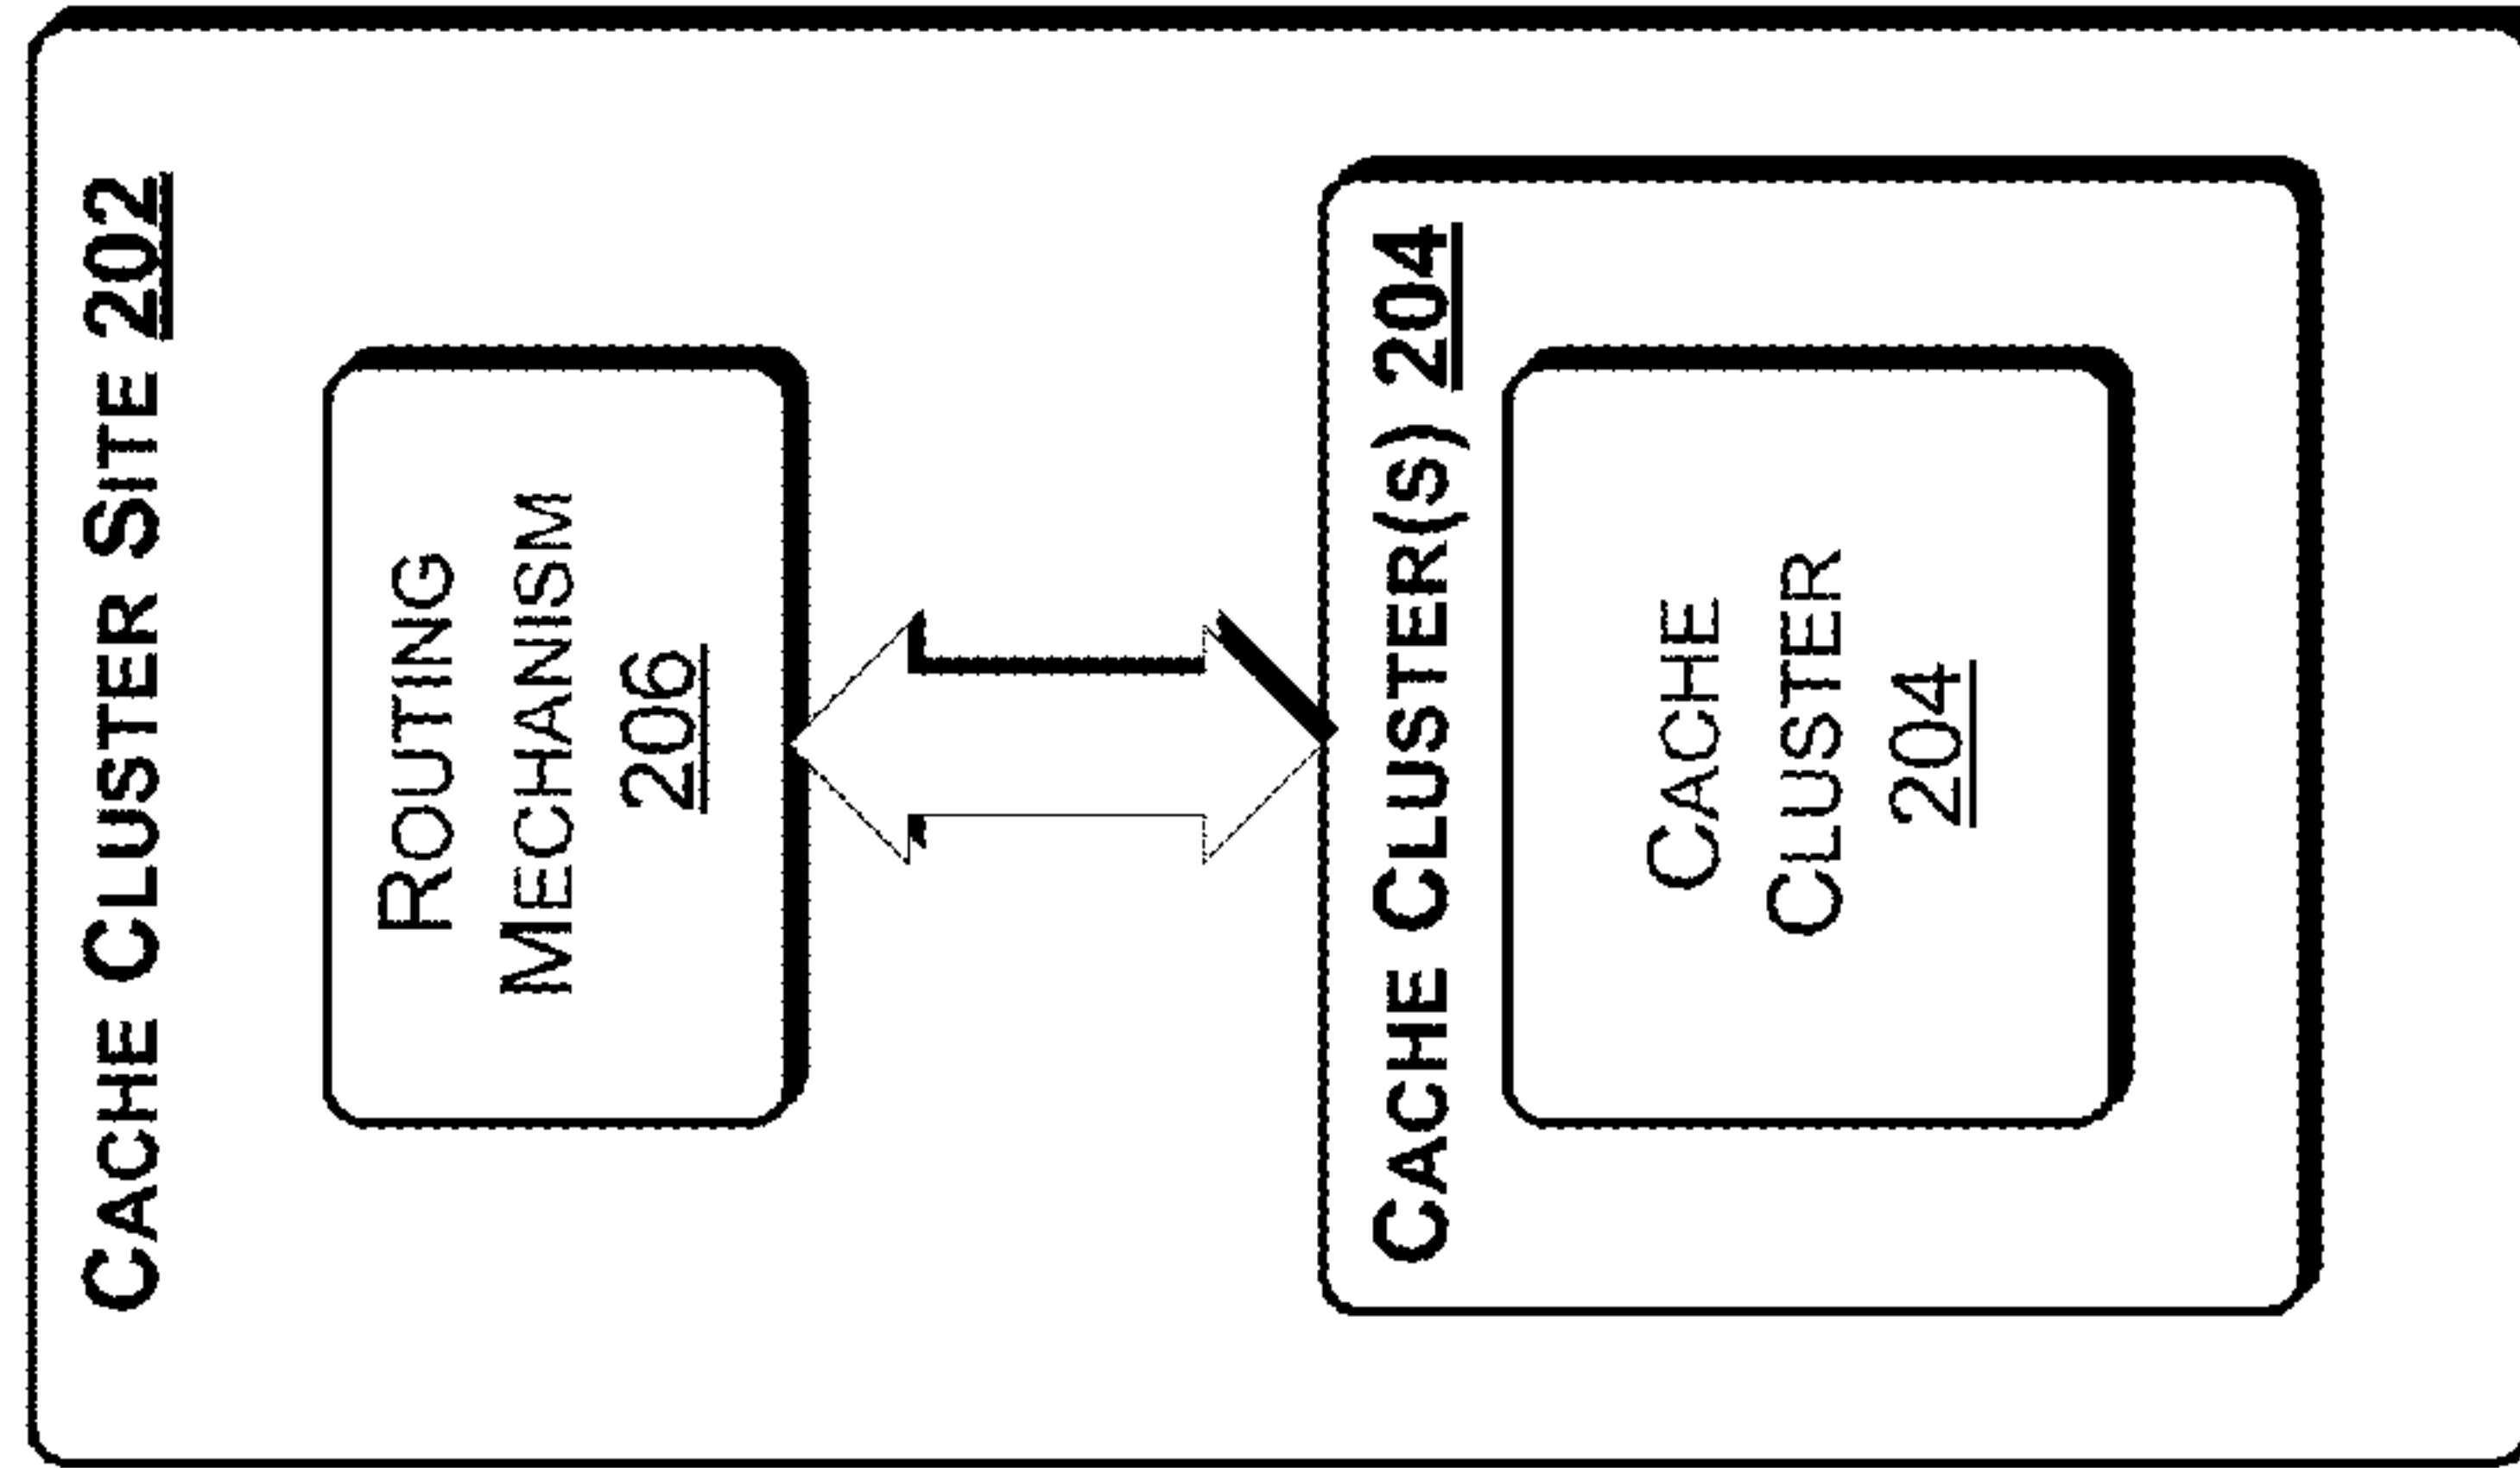 CACHE CLUSTER SITE 202
ROUTING
MECHANISM
206
CACHE CLUSTER(S) 204
CACHE
CLUSTER
204